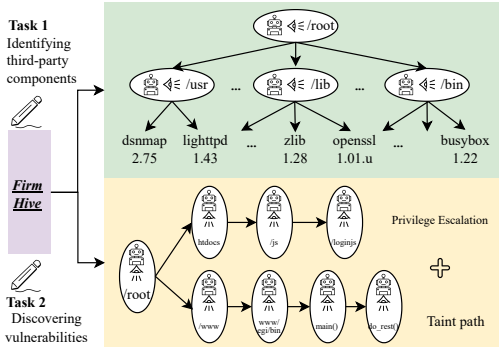 Task 1
Identifying
third-party
components
Firm
Hive
Task 2
Discovering
vulnerabilities
/root
/usr
...
/lib
...
/bin
dsnmap
2.75
lighttpd
1.43
...
zlib
1.28
openssl
1.01.u
...
busybox
1.22
/root
htdocs
/js
/loginjs
Privilege Escalation
/www
www/
cgi/bin
main()
do_rest()
Taint path